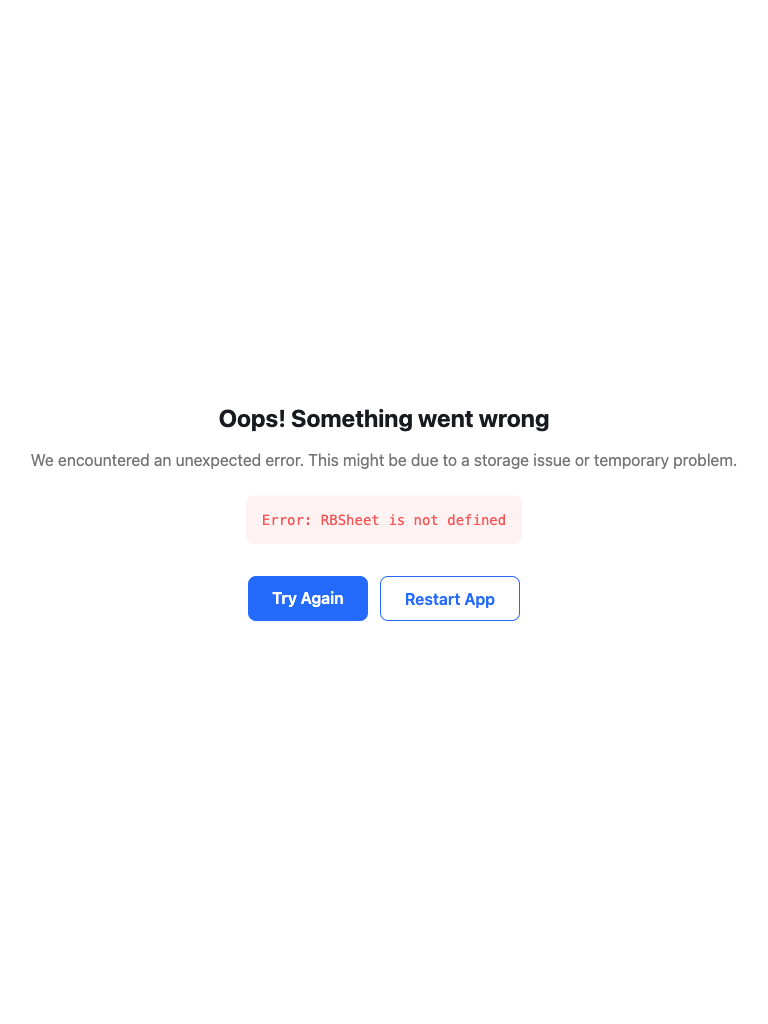 Oops! Something went wrong
We encountered an unexpected error. This might be due to a storage issue or temporary problem.
Error: RBSheet is not defined
Try Again
Restart App